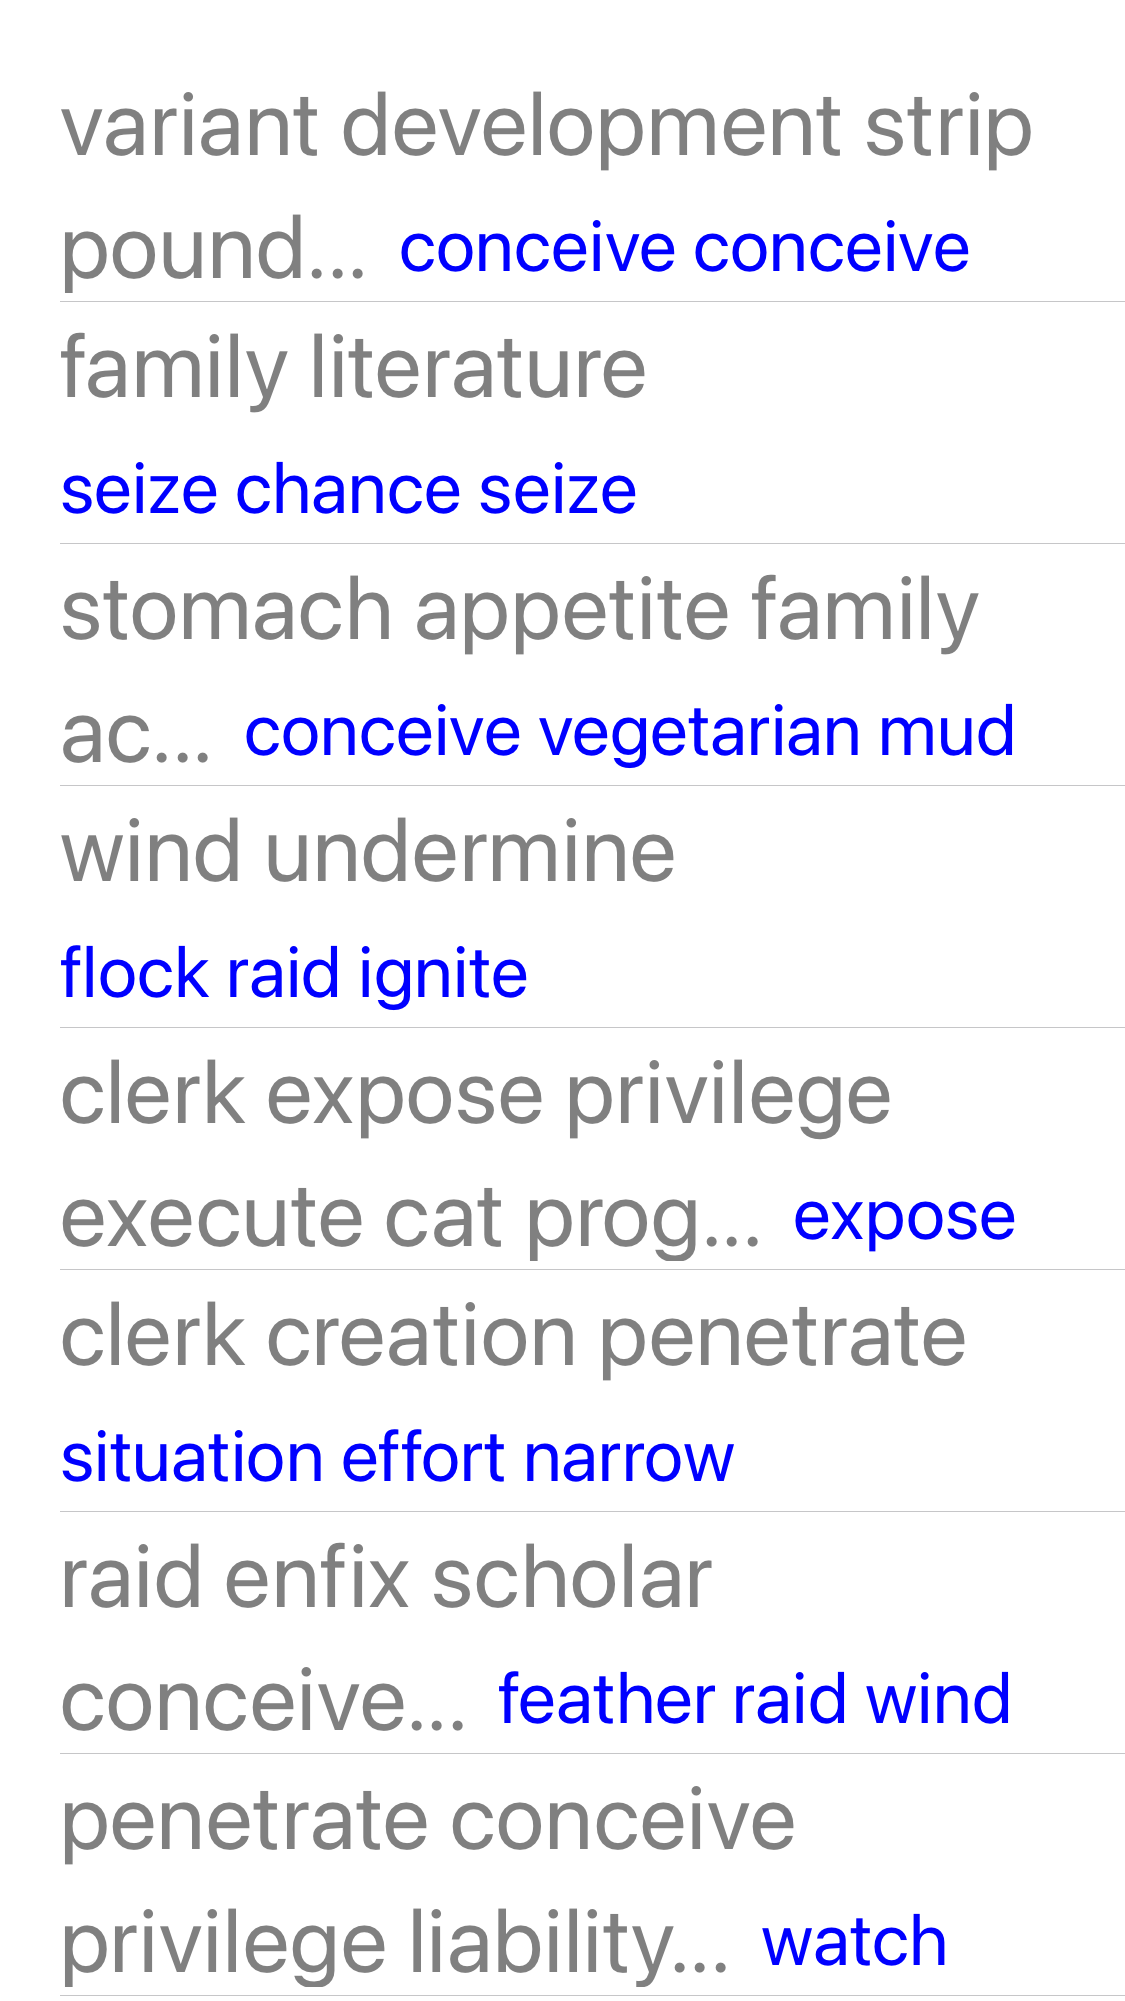 variant development strip
pound... conceive conceive
family literature
seize chance seize
stomach appetite family
ac... conceive vegetarian mud
wind undermine
flock raid ignite
clerk expose privilege
execute cat prog... expose
clerk creation penetrate
situation effort narrow
raid enfix scholar
conceive... feather raid wind
penetrate conceive
privilege liability... watch